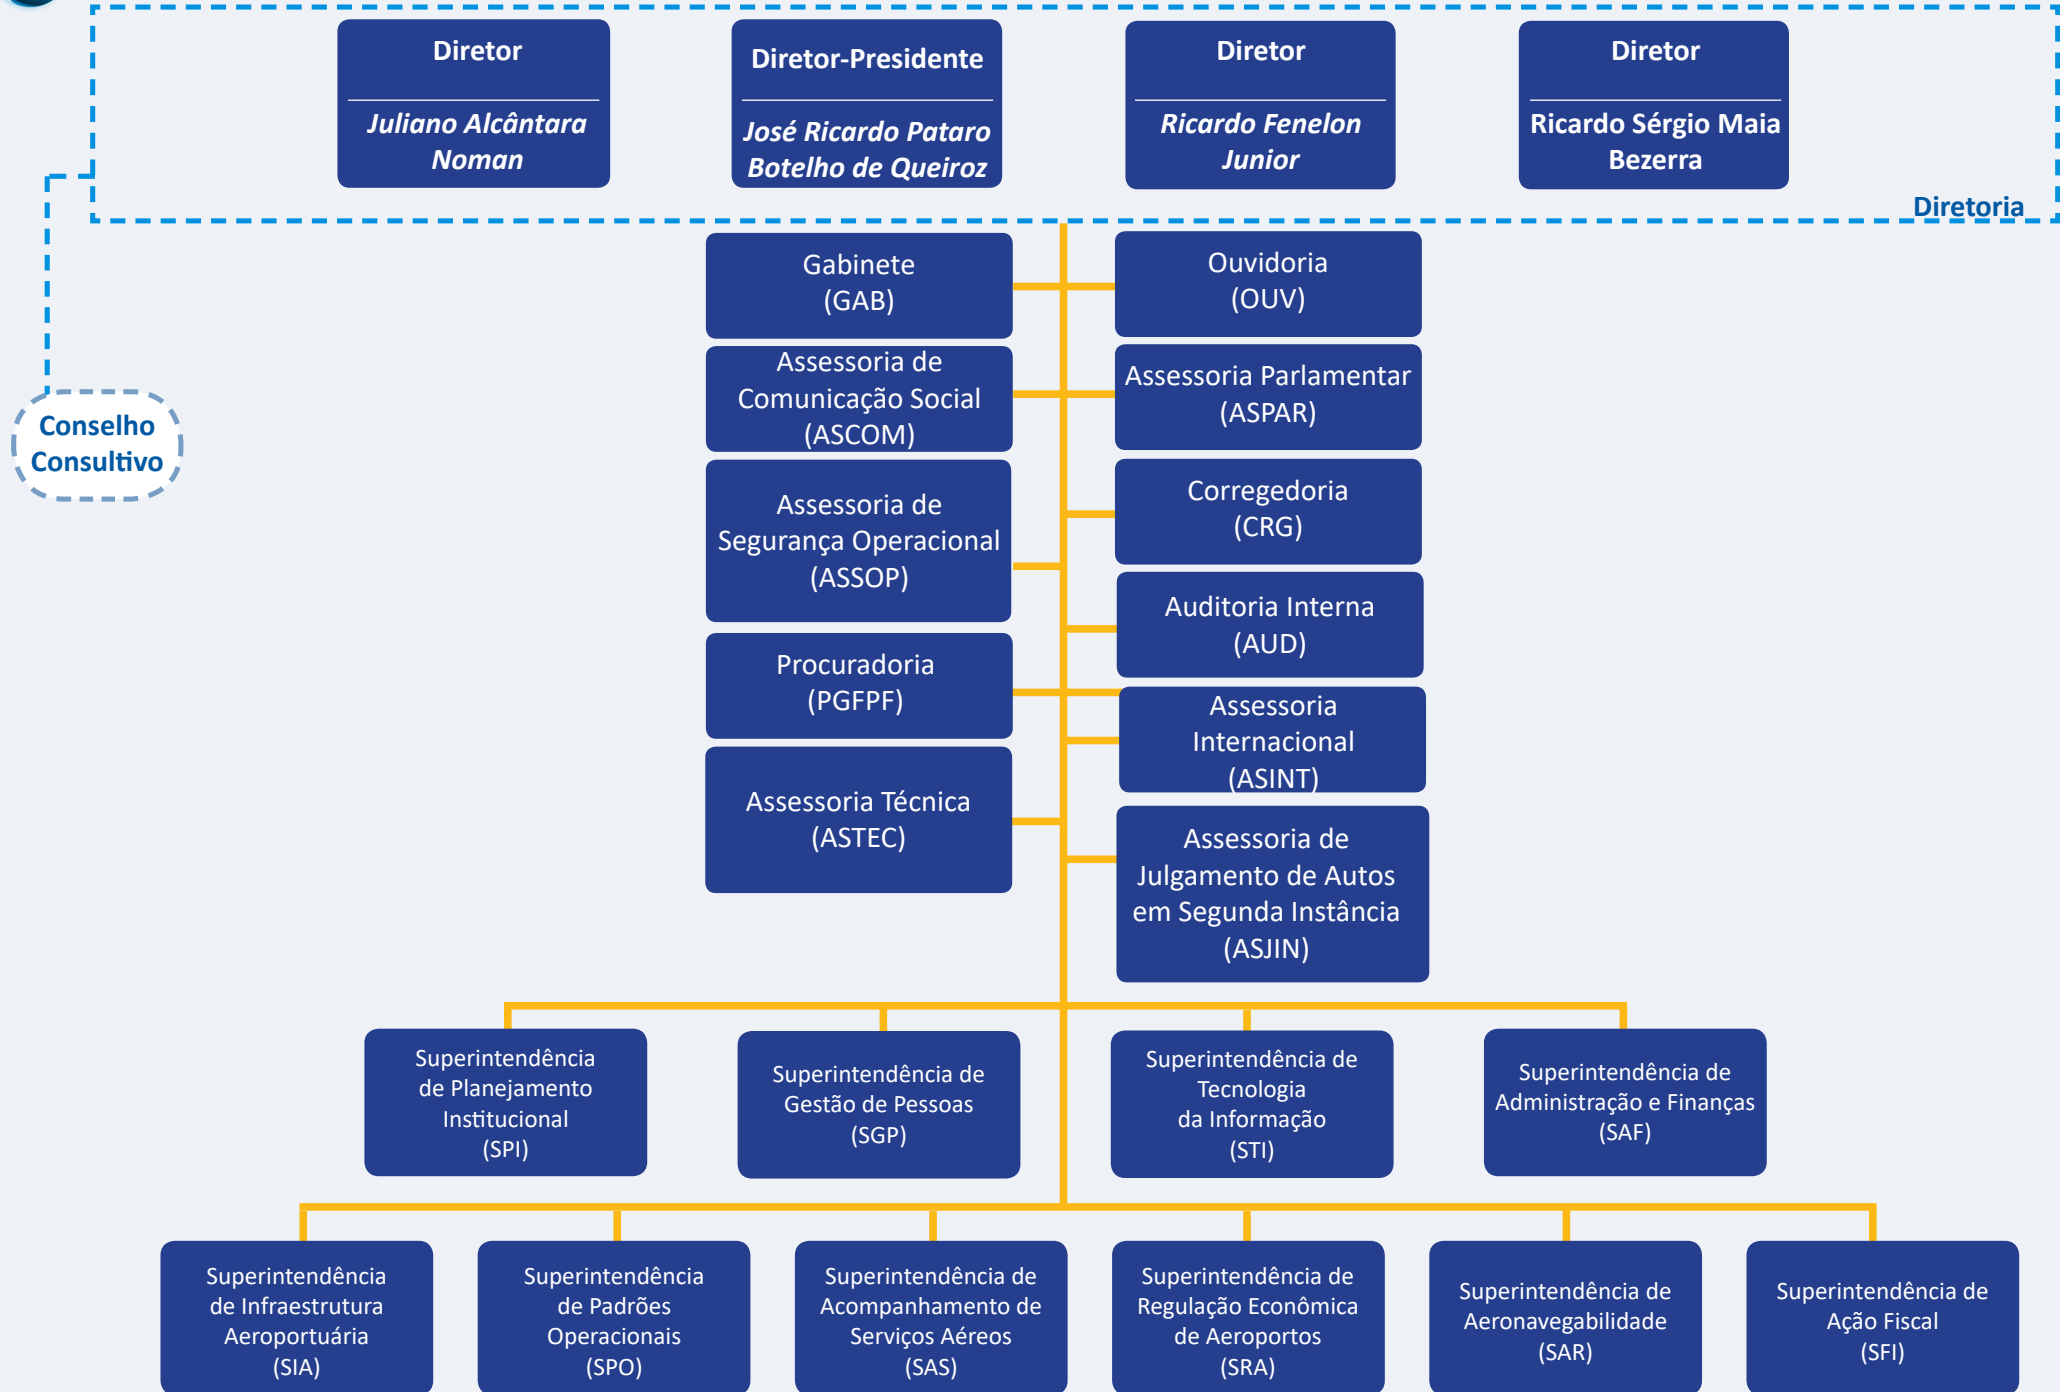 Diretor
Juliano Alcântara
Noman
Diretor-Presidente
José Ricardo Pataro
Botelho de Queiroz
Diretor
Ricardo Fenelon
Junior
Diretor
Ricardo Sérgio Maia
Bezerra
Diretoria
Conselho
Consultivo
Gabinete
(GAB)
Ouvidoria
(OUV)
Assessoria de
Comunicação Social
(ASCOM)
Assessoria Parlamentar
(ASPAR)
Assessoria de
Segurança Operacional
(ASSOP)
Corregedoria
(CRG)
Auditoria Interna
(AUD)
Procuradoria
(PGFPF)
Assessoria
Internacional
(ASINT)
Assessoria Técnica
(ASTEC)
Assessoria de
Julgamento de Autos
em Segunda Instância
(ASJIN)
Superintendência
de Planejamento
Institucional
(SPI)
Superintendência de
Gestão de Pessoas
(SGP)
Superintendência de
Tecnologia
da Informação
(STI)
Superintendência de
Administração e Finanças
(SAF)
Superintendência
de Infraestrutura
Aeroportuária
(SIA)
Superintendência
de Padrões
Operacionais
(SPO)
Superintendência de
Acompanhamento de
Serviços Aéreos
(SAS)
Superintendência de
Regulação Econômica
de Aeroportos
(SRA)
Superintendência de
Aeronavegabilidade
(SAR)
Superintendência de
Ação Fiscal
(SFI)